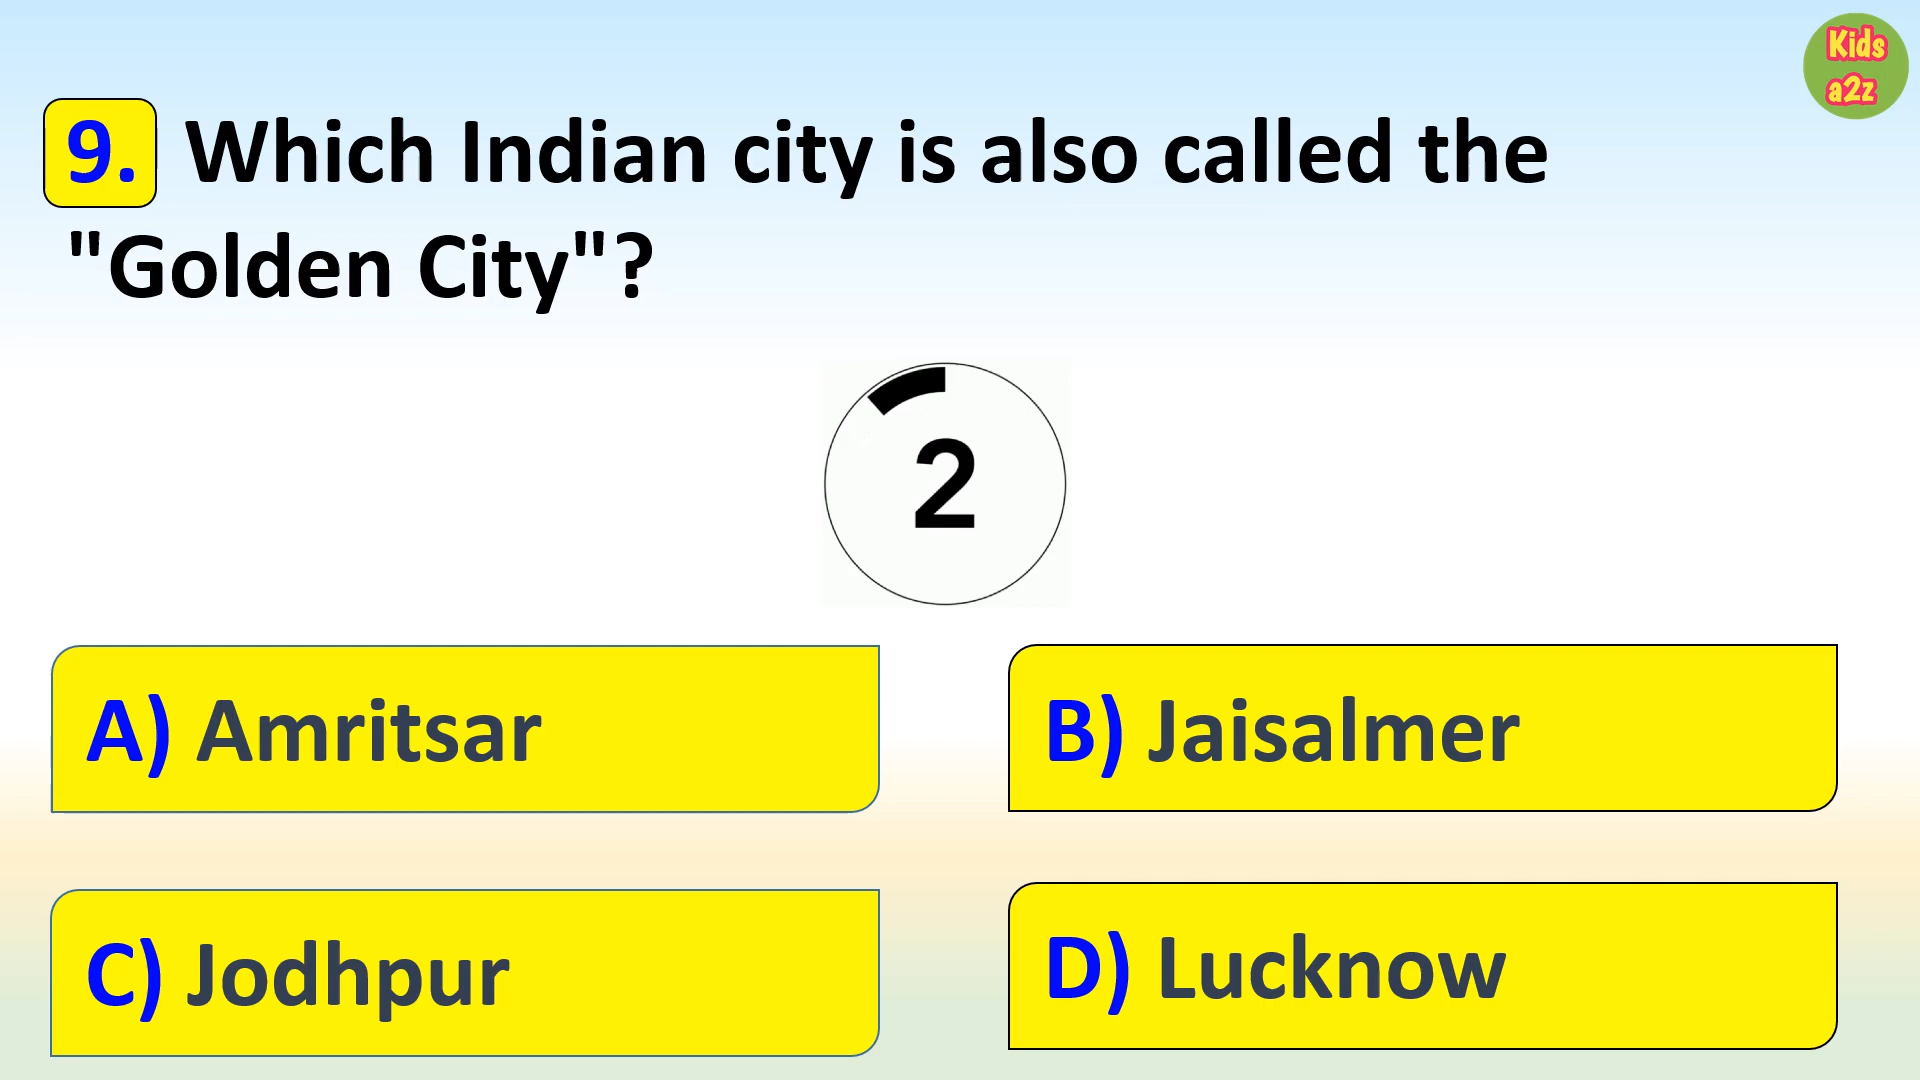 Kids
a2z
9. Which Indian city is also called the
"Golden City"?
2
A) Amritsar
B) Jaisalmer
C) Jodhpur
D) Lucknow